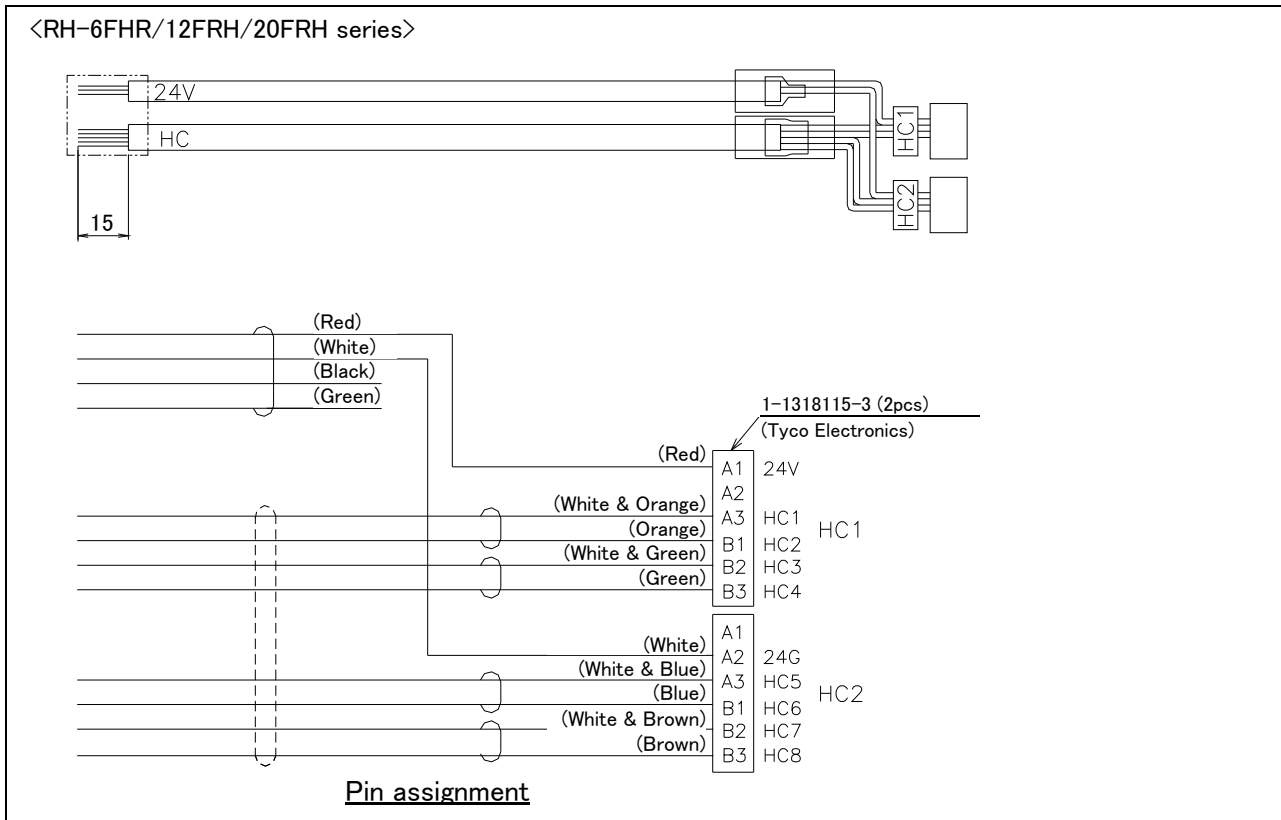 <RH-6FHR/12FRH/20FRH series>
24V
HC
HC1
HC2
15
(Red)
(White)
(Black)
(Green)
1-1318115-3 (2pcs)
(Tyco Electronics)
(Red) A1 24V
A2
(White & Orange) A3 HC1
HC1
(Orange) B1 HC2
(White & Green) B2 HC3
(Green) B3 HC4
A1
(White) A2 24G
(White & Blue) A3 HC5
HC2
(Blue) B1 HC6
(White & Brown) B2 HC7
(Brown) B3 HC8
Pin assignment